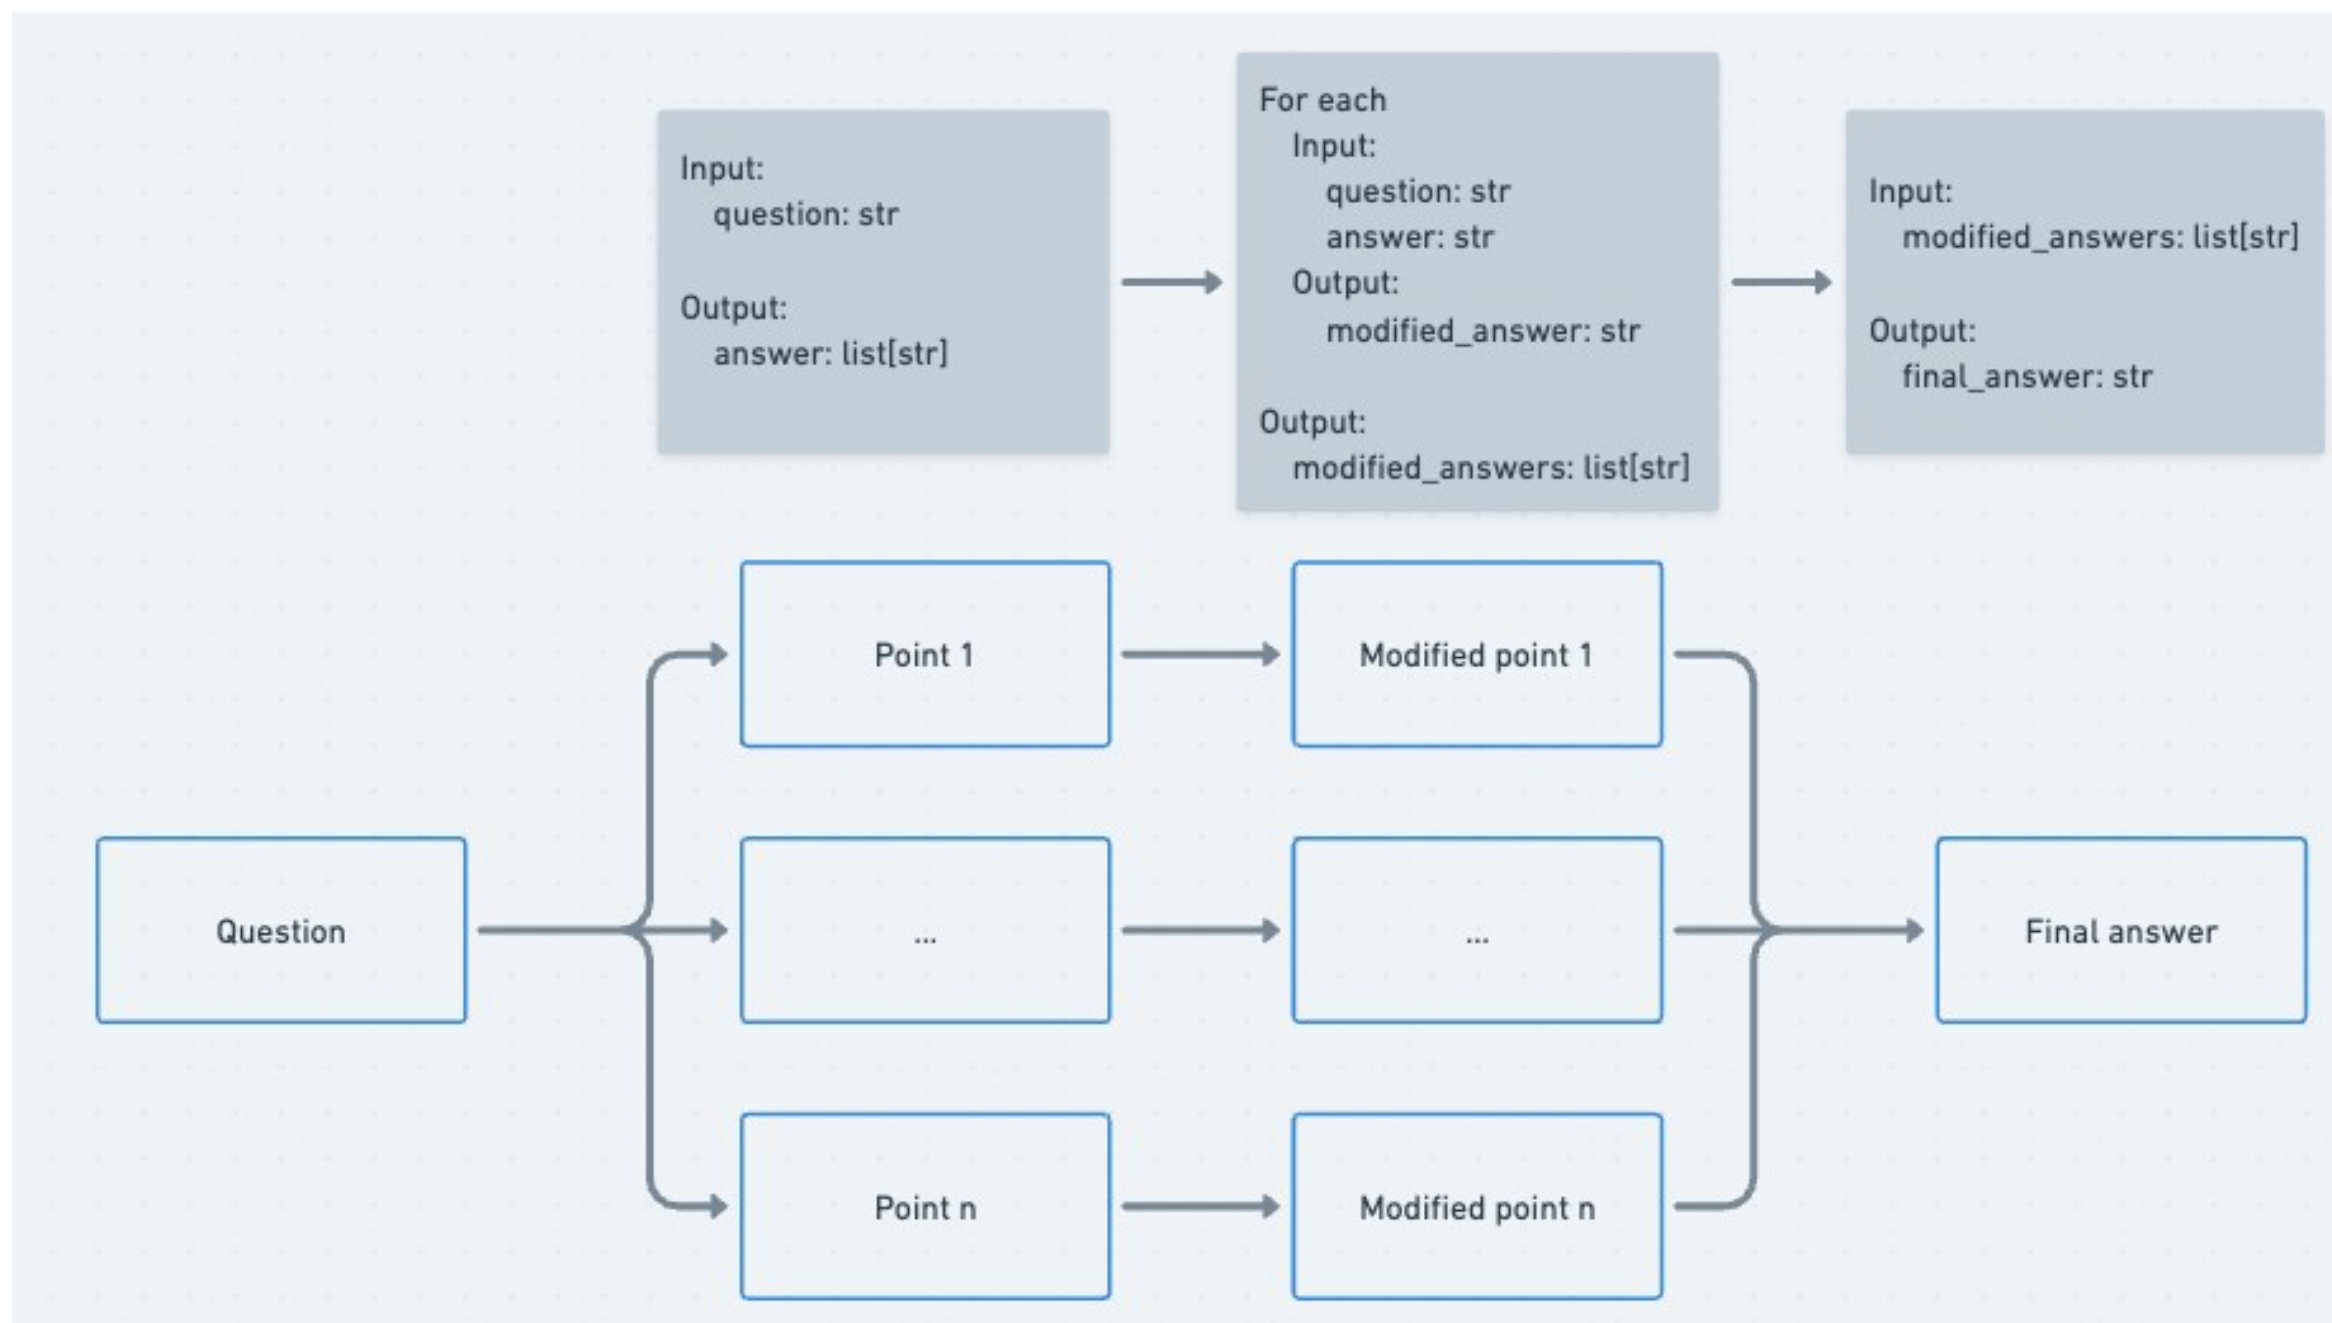 Input:
question: str
Output:
answer: list[str]
For each
Input:
question: str
answer: str
Output:
modified_answer: str
Output:
modified_answers: list[str]
Input:
modified_answers: list[str]
Output:
final_answer: str
Point 1
Modified point 1
Question
...
...
Final answer
Point n
Modified point n